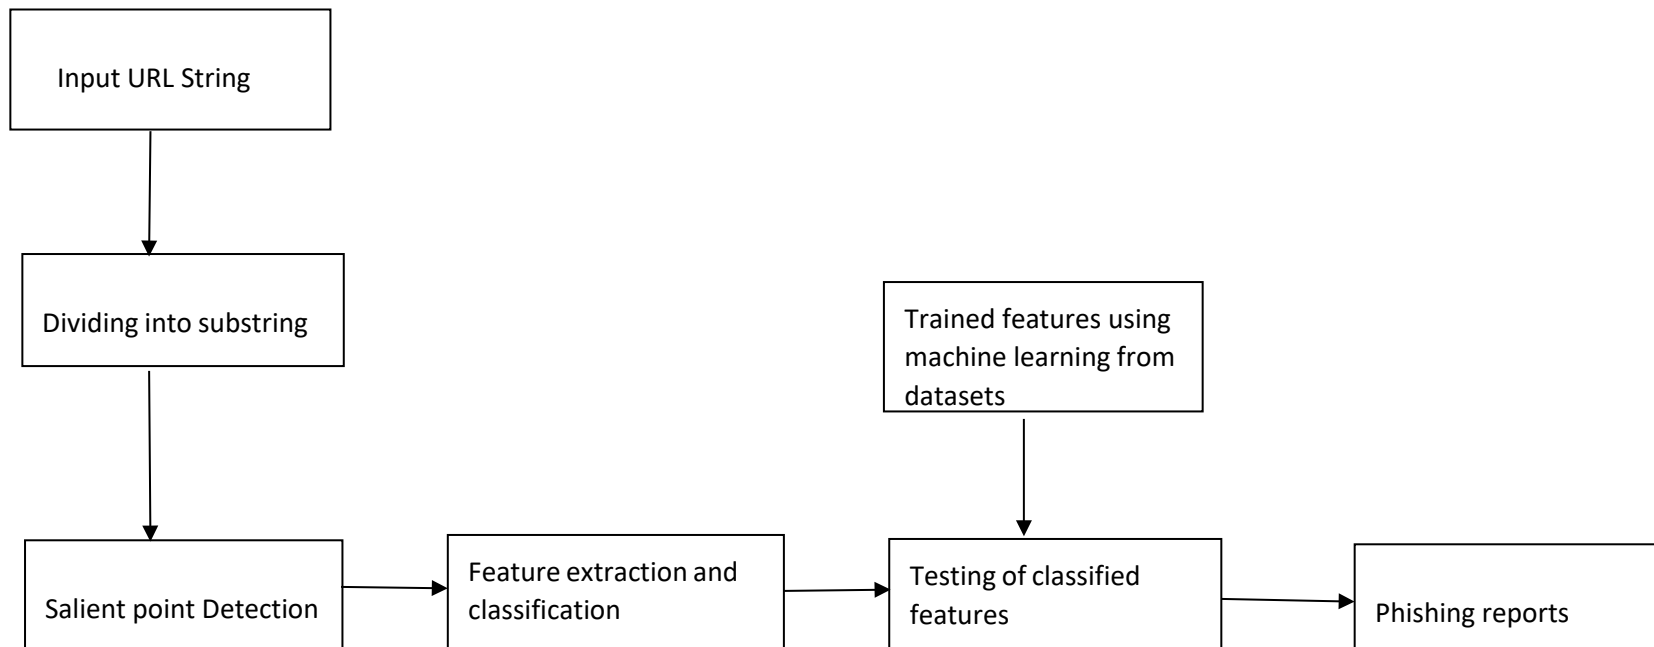 Input URL String
Dividing into substring
Trained features using
machine learning from
datasets
Salient point Detection
Feature extraction and
classification
Testing of classified
features
Phishing reports